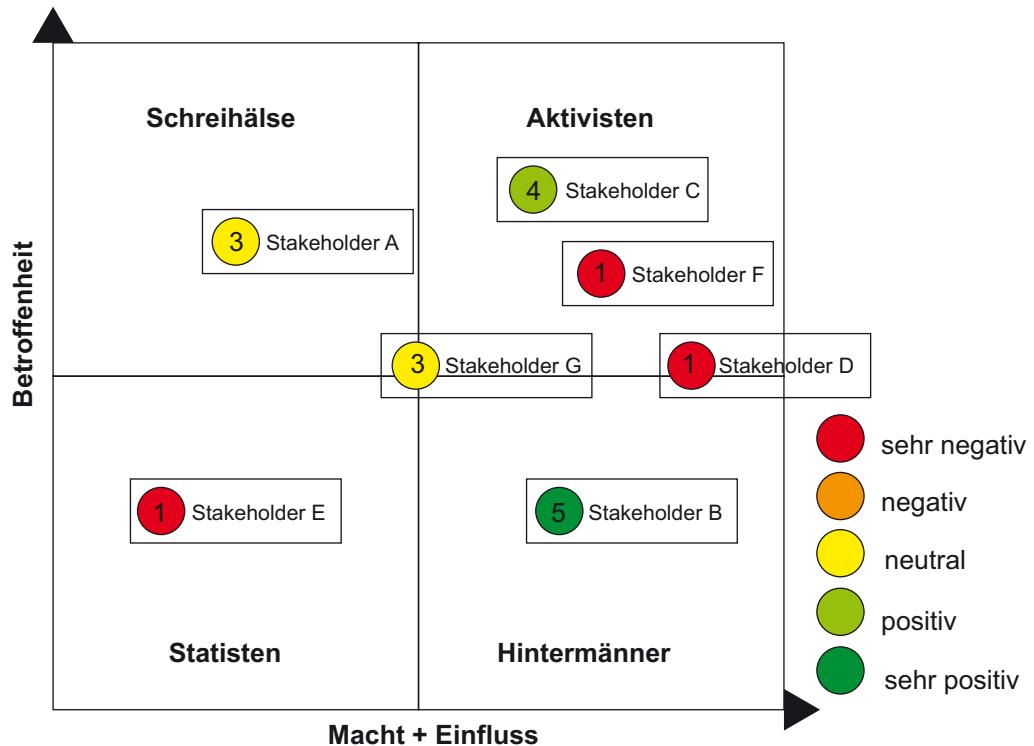 Schreihälse
Aktivisten
4 Stakeholder C
3 Stakeholder A
1 Stakeholder F
3 Stakeholder G
1 Stakeholder D
Betroffenheit
sehr negativ
negativ
1 Stakeholder E
5 Stakeholder B
neutral
positiv
Statisten
Hintermänner
sehr positiv
Macht + Einfluss